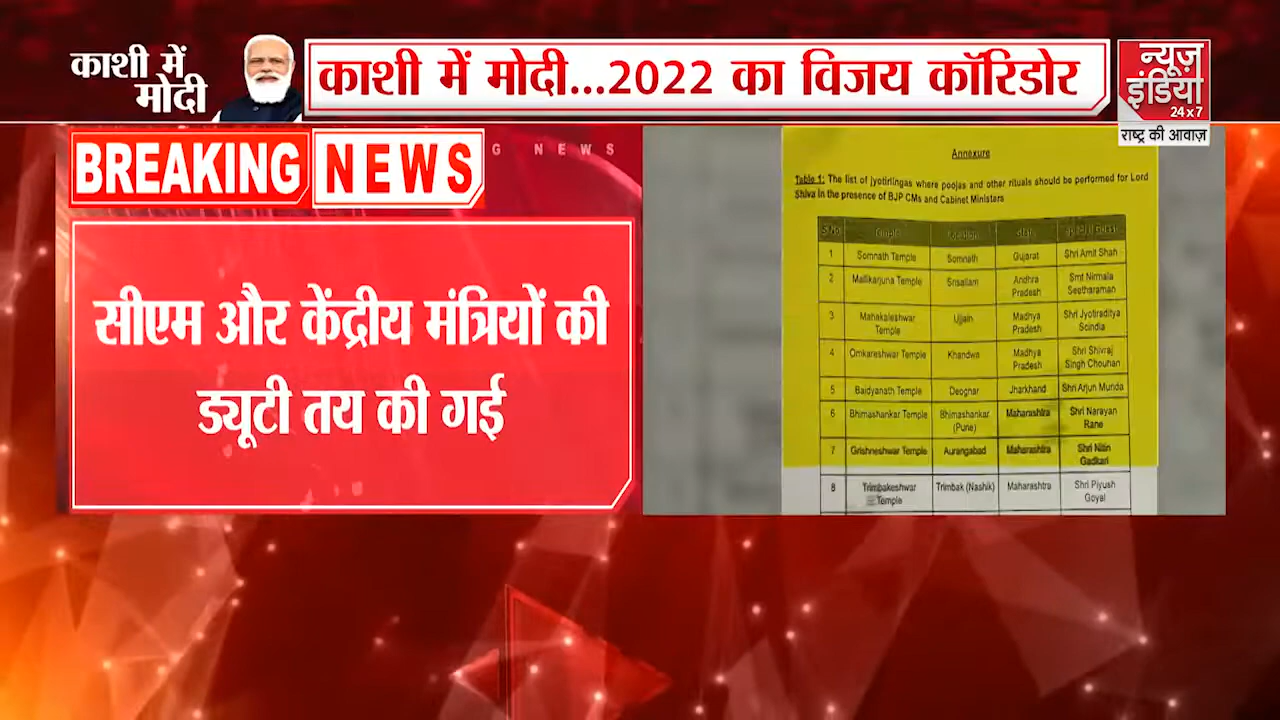 काशी में
मोदी
काशी में मोदी...2022 का विजय कॉरिडोर
न्यूज़
इंडिया
24x7
राष्ट्र की आवाज़
BREAKING NEWS
G NEWS
सीएम और केंद्रीय मंत्रियों की
ड्यूटी तय की गई
Annexure
Table 1: The list of jyotirlingas where poojas and other rituals should be performed for Lord
Shiva in the presence of BJP CMs and Cabinet Ministers
S No Temple Location State
1 Somnath Temple Somnath Gujarat Shri Amit Shah
2 Mallikarjuna Temple Srisailam Andhra Pradesh Smt Nirmala Seetharaman
3 Mahakaleshwar Temple Ujjain Madhya Pradesh Shri Jyotiraditya Scindia
4 Omkareshwar Temple Khandwa Madhya Pradesh Shri Shivraj Singh Chouhan
5 Baidyanath Temple Jharkhand Shri Arjun Munda
6 Bhimashankar Temple Bhimashankar (Pune) Maharashtra Shri Narayan Rane
7 Grishneshwar Temple Aurangabad Maharashtra Shri Nitin Gadkari
8 Trimbakeshwar Temple Trimbak (Nashik) Maharashtra Shri Piyush Goyal